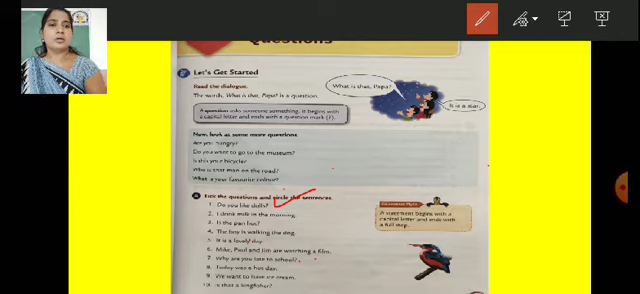 Questions
Let's Get Started
Read the dialogue.
The words, What is that, Papa? is a question.
A question asks someone something. It begins with
a capital letter and ends with a question mark (?).
What is that, Papa?
It is a star.
Now, look at some more questions.
Are you hungry?
Do you want to go to the museum?
Is this your bicycle?
Who is that man on the road?
What is your favourite colour?
A Tick the questions and circle the sentences.
1. Do you like dolls?
2. I drink milk in the morning.
3. Is the pan hot?
4. The boy is walking the dog.
5. It is a lovely day.
6. Mike, Paul and Jim are watching a film.
7. Why are you late to school?
8. Today was a hot day.
9. We want to have ice cream.
10. Is that a kingfisher?
A statement begins with a
capital letter and ends with
a full stop.